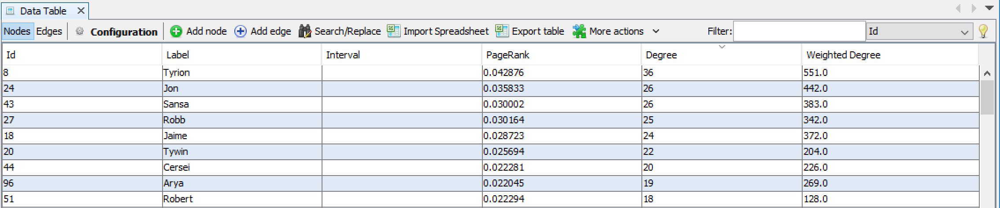 Data Table
Nodes Edges Configuration Add node Add edge Search/Replace Import Spreadsheet Export table More actions Filter: Id
Id Label Interval PageRank Degree Weighted Degree
8 Tyrion 0.042876 36 551.0
24 Jon 0.035833 26 442.0
43 Sansa 0.030002 26 383.0
27 Robb 0.030164 25 342.0
18 Jaime 0.028723 24 372.0
20 Tywin 0.025694 22 204.0
44 Cersei 0.022281 20 226.0
96 Arya 0.022045 19 269.0
51 Robert 0.022294 18 128.0